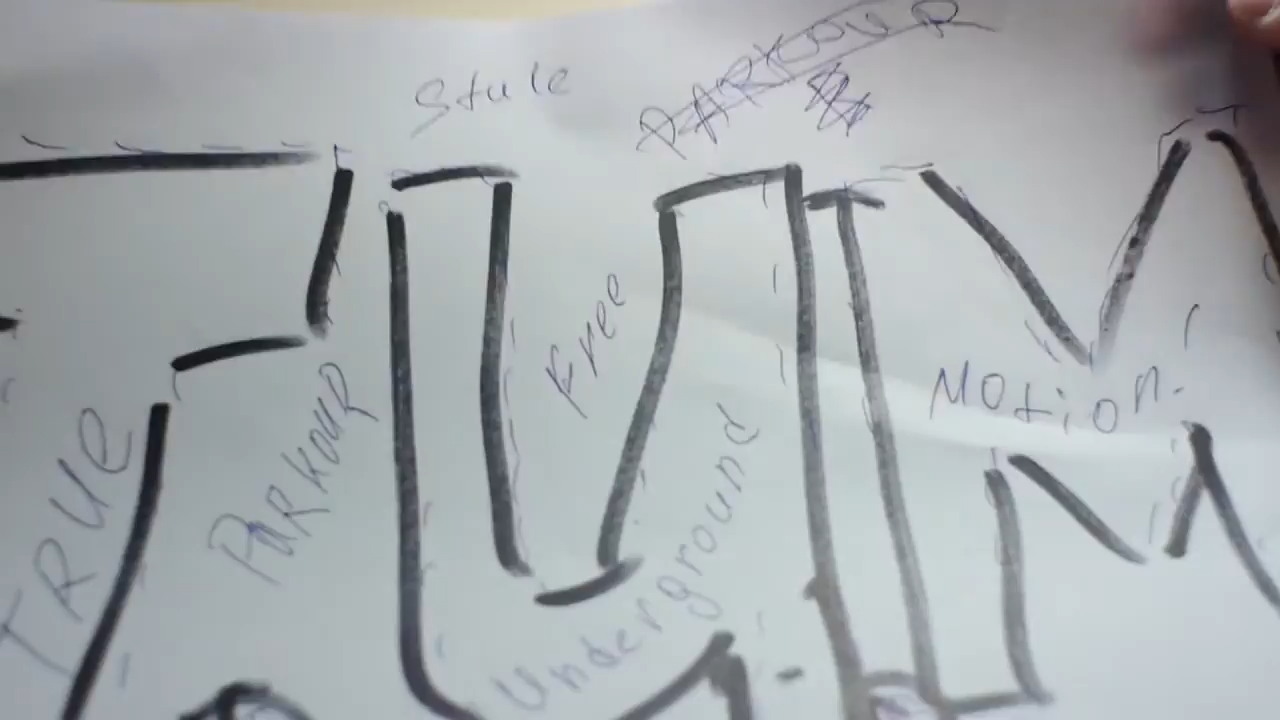 Stule
PARKOUR
TRUE
PARKOUR
Free
Underground
Motion.